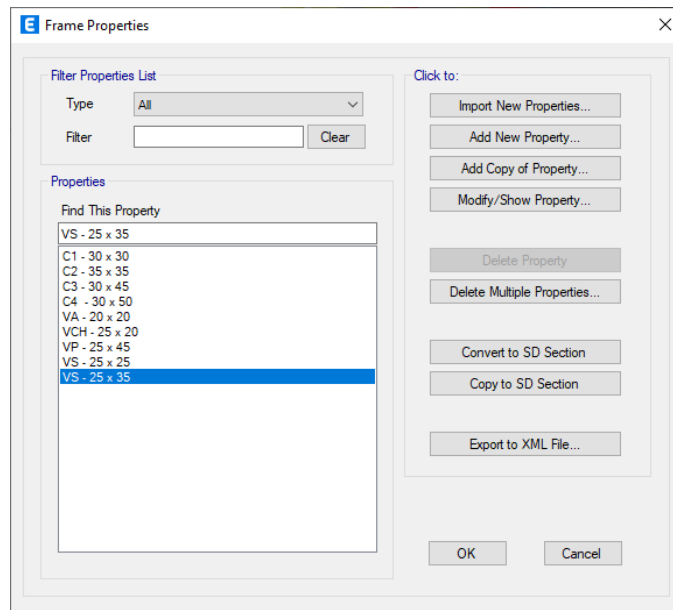 E Frame Properties
Filter Properties List
Type All
Filter Clear
Properties
Find This Property
VS - 25 x 35
C1 - 30 x 30
C2 - 35 x 35
C3 - 30 x 45
C4  - 30 x 50
VA - 20 x 20
VCH - 25 x 20
VP - 25 x 45
VS - 25 x 25
VS - 25 x 35
Click to:
Import New Properties...
Add New Property...
Add Copy of Property...
Modify/Show Property...
Delete Property
Delete Multiple Properties...
Convert to SD Section
Copy to SD Section
Export to XML File...
OK Cancel